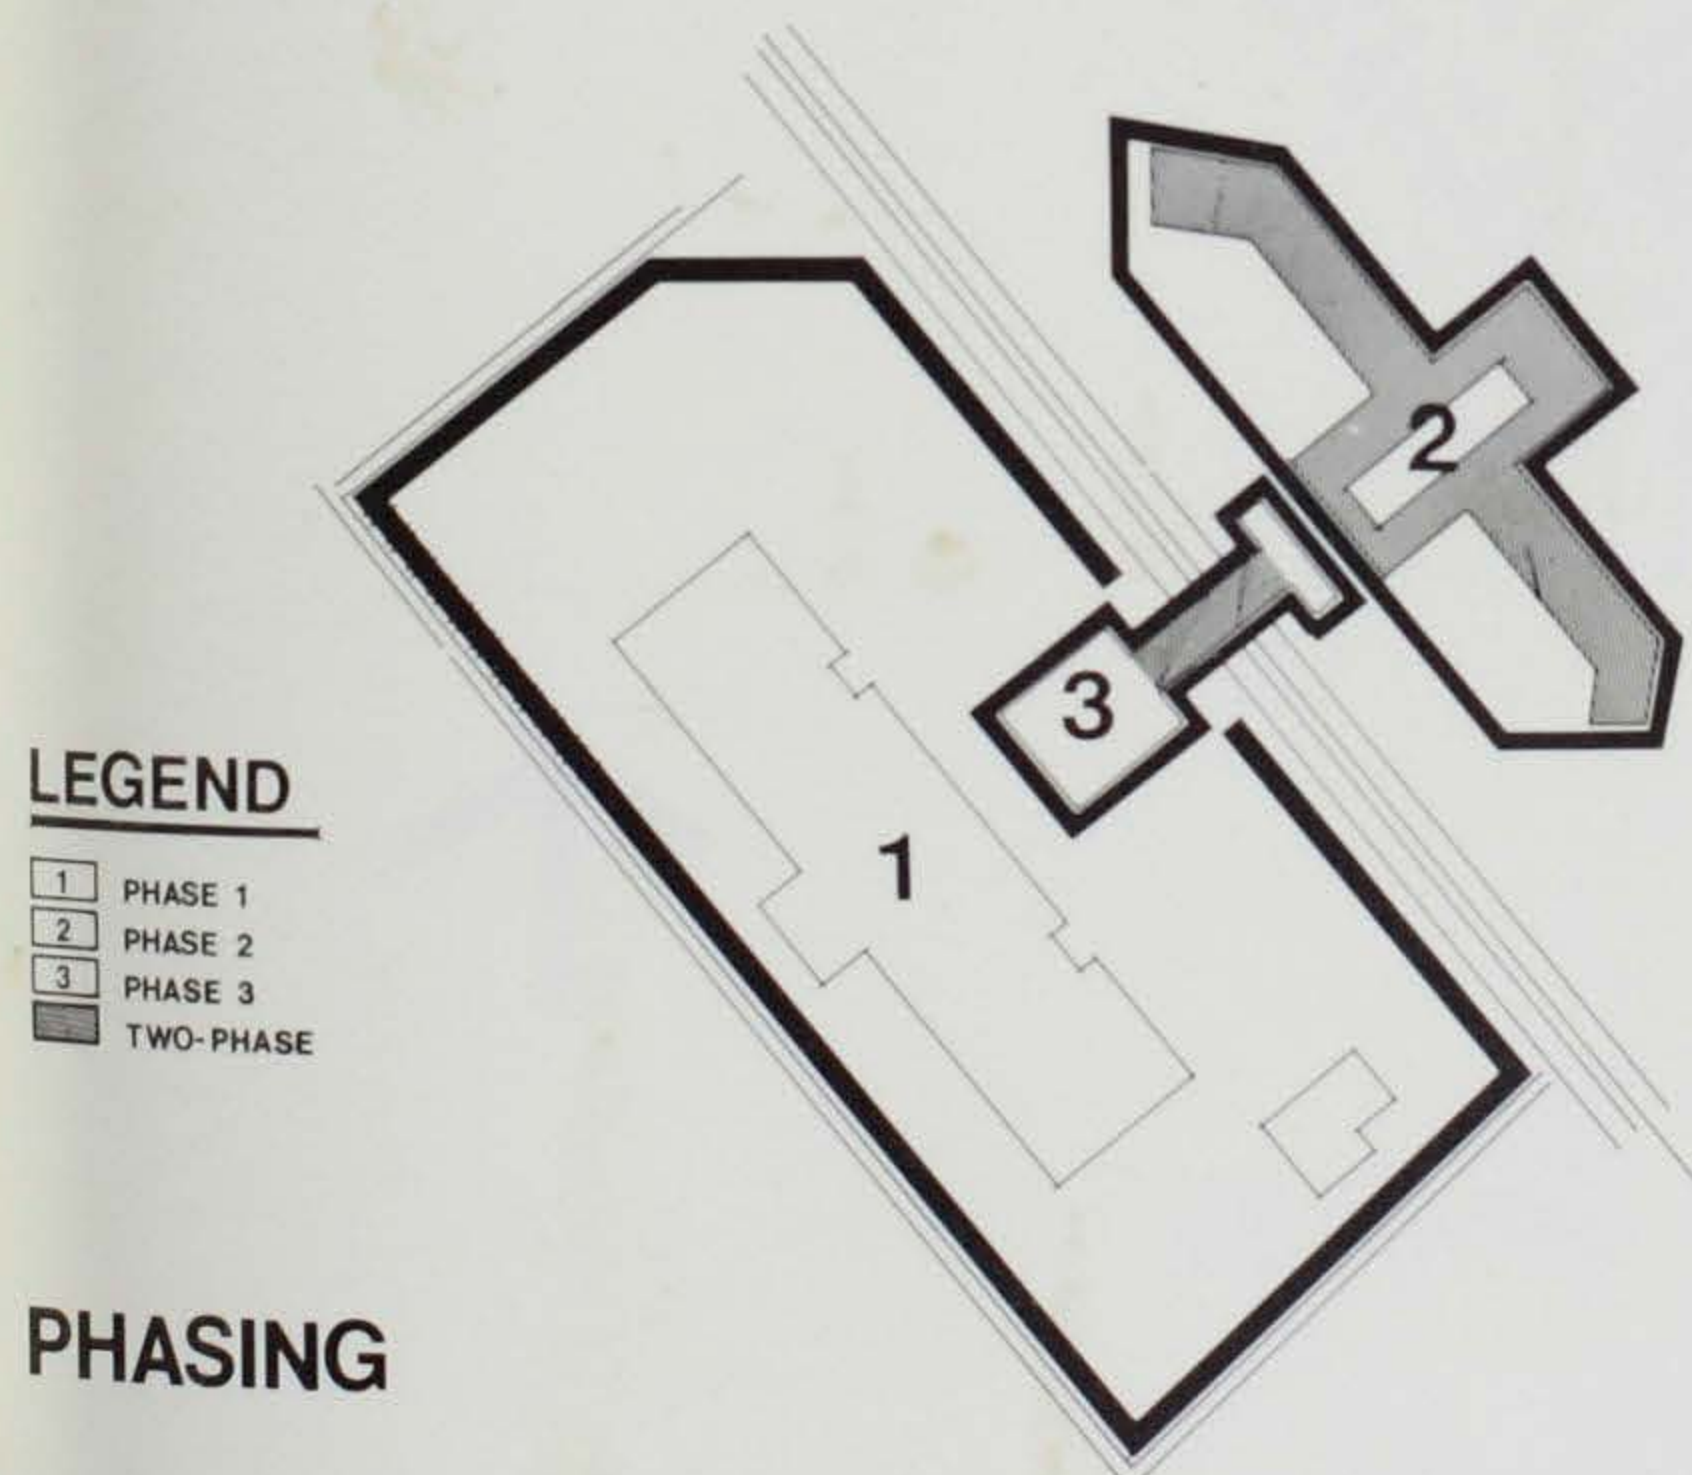 2
3
1
LEGEND
1 PHASE 1
2 PHASE 2
3 PHASE 3
TWO-PHASE
PHASING